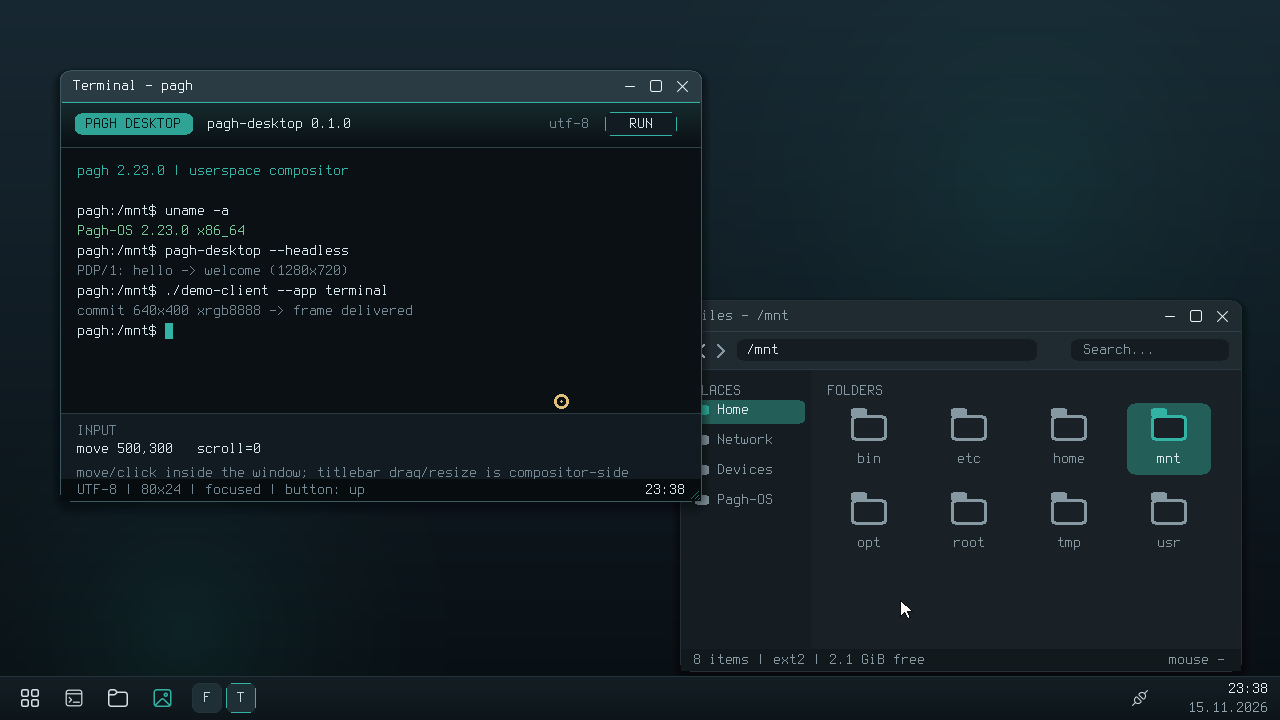 Terminal - pagh
PAGH DESKTOP pagh-desktop 0.1.0 utf-8 RUN
pagh 2.23.0 | userspace compositor
pagh:/mnt$ uname -a
Pagh-OS 2.23.0 x86_64
pagh:/mnt$ pagh-desktop --headless
PDP/1: hello -> welcome (1280x720)
pagh:/mnt$ ./demo-client --app terminal
commit 640x400 xrgb8888 -> frame delivered
pagh:/mnt$
INPUT
move 500,300 scroll=0
move/click inside the window; titlebar drag/resize is compositor-side
UTF-8 | 80x24 | focused | button: up 23:38
iles - /mnt
/mnt Search...
LACES
Home
Network
Devices
Pagh-OS
FOLDERS
bin etc home mnt
opt root tmp usr
8 items | ext2 | 2.1 GiB free mouse -
F T
23:38
15.11.2026